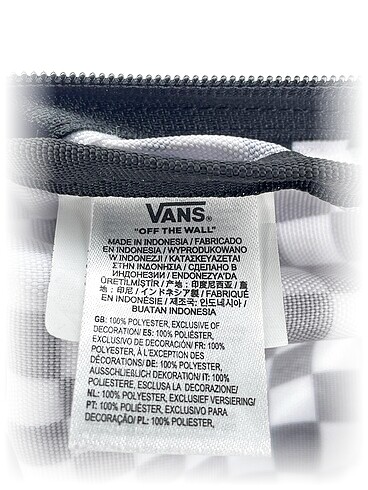 VANS®
"OFF THE WALL"
MADE IN INDONESIA / FABRICADO
EN INDONESIA / WYPRODUKOWANO
W INDONEZJI / ΚΑΤΑΣΚΕΥΑΖΕΤΑΙ
ΣΤΗΝ ΙΝΔΟΝΗΣΙΑ / СДЕЛАНО В
ИНДОНЕЗИИ / ENDONEZYA'DA
ÜRETİLMİŞTİR / 产地：印度尼西亚 / 產
地：印尼 / インドネシア製 / FABRIQUÉ
EN INDONÉSIE / 제조국: 인도네시아 /
BUATAN INDONESIA
GB: 100% POLYESTER, EXCLUSIVE OF
DECORATION/ ES: 100% POLIÉSTER,
EXCLUSIVO DE DECORACIÓN/ FR: 100%
POLYESTER, À L'EXCEPTION DES
DÉCORATIONS/ DE: 100% POLYESTER,
AUSSCHLIEßLICH DEKORATION/ IT: 100%
POLIESTERE, ESCLUSA LA DECORAZIONE/
NL: 100% POLYESTER, EXCLUSIEF VERSIERING/
PT: 100% POLIÉSTER, EXCLUSIVO PARA
DECORAÇÃO/ PL: 100% POLIESTER,